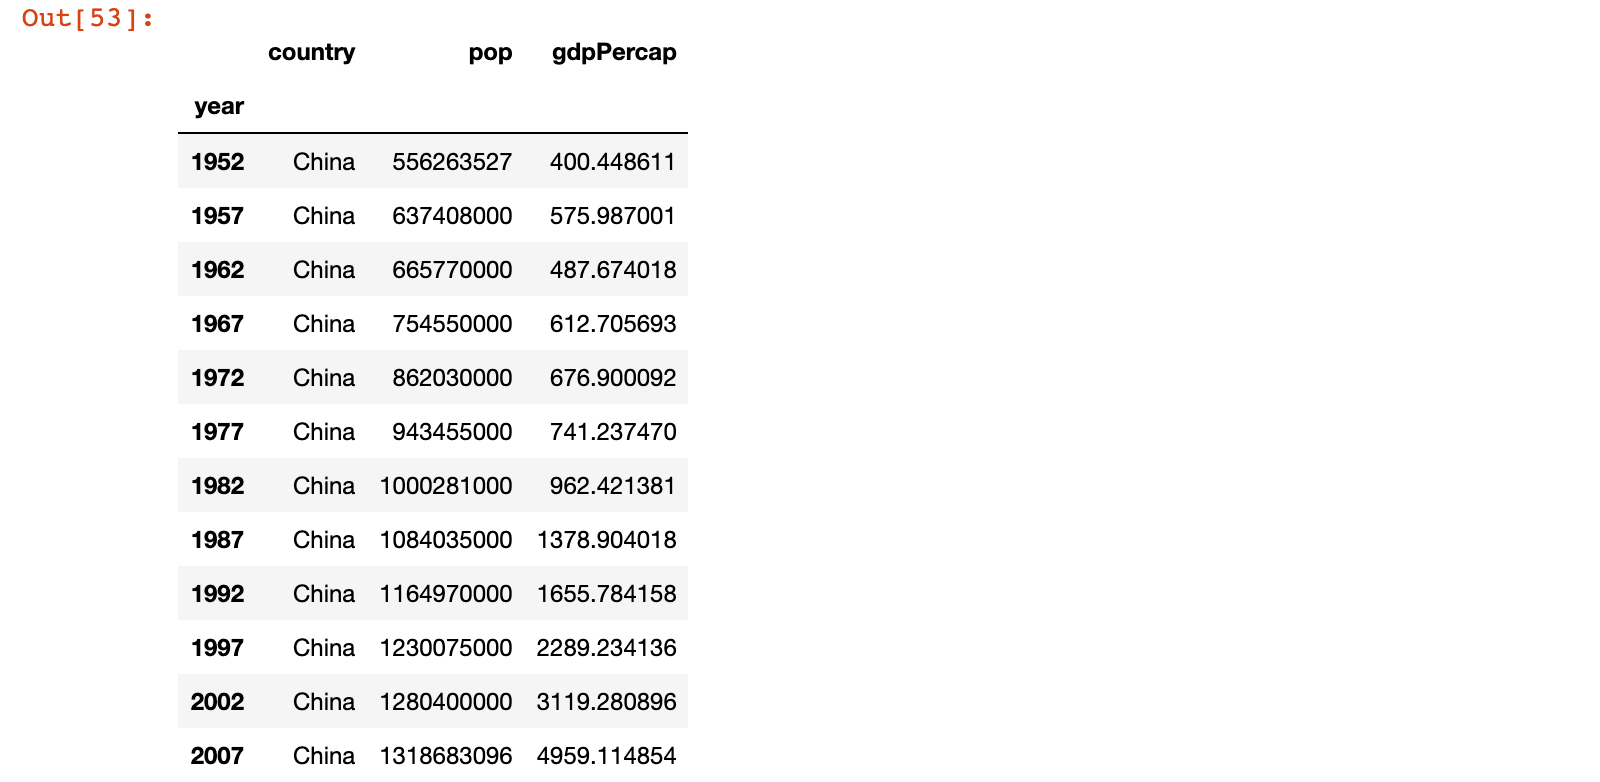 Out[53]:
country pop gdpPercap
year
1952 China 556263527 400.448611
1957 China 637408000 575.987001
1962 China 665770000 487.674018
1967 China 754550000 612.705693
1972 China 862030000 676.900092
1977 China 943455000 741.237470
1982 China 1000281000 962.421381
1987 China 1084035000 1378.904018
1992 China 1164970000 1655.784158
1997 China 1230075000 2289.234136
2002 China 1280400000 3119.280896
2007 China 1318683096 4959.114854